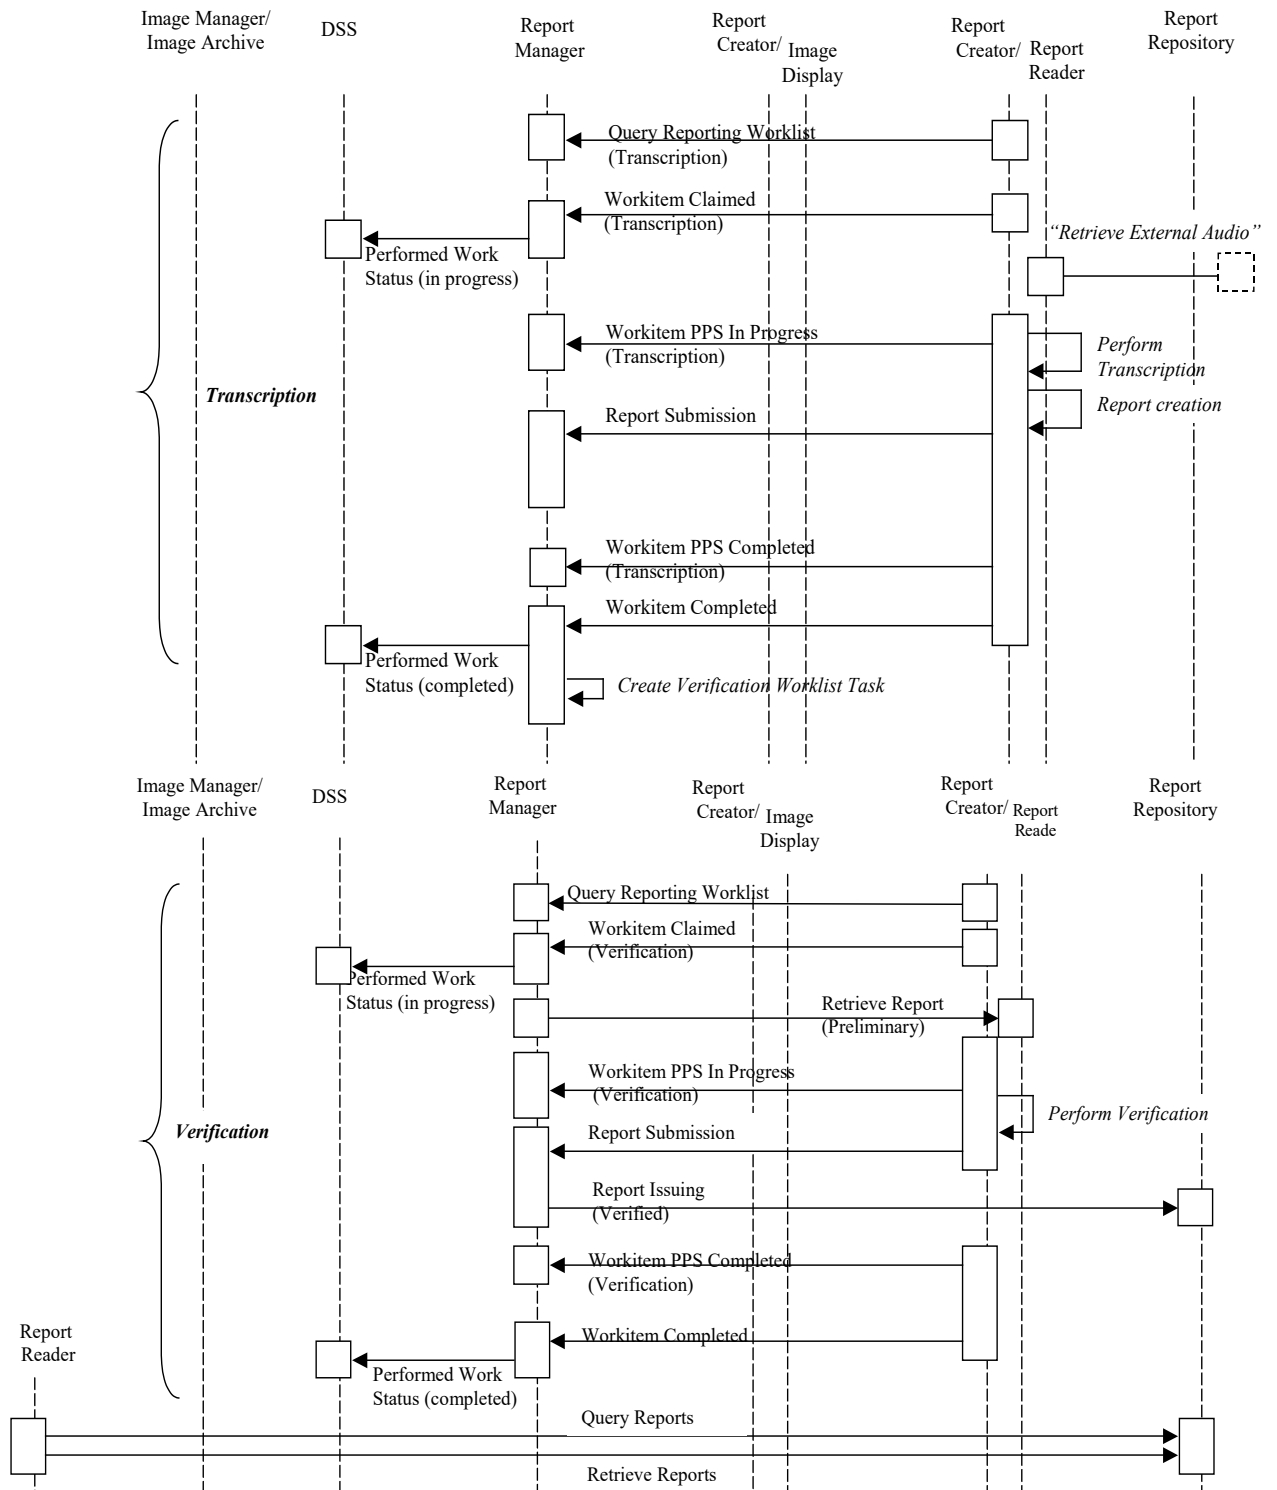 Image Manager/
Image Archive
DSS
Report
Manager
Report
Creator/
Image
Display
Report
Creator/
Report
Reader
Report
Repository
Query Reporting Worklist
(Transcription)
Workitem Claimed
(Transcription)
“Retrieve External Audio”
Performed Work
Status (in progress)
Workitem PPS In Progress
(Transcription)
Perform
Transcription
Transcription
Report creation
Report Submission
Workitem PPS Completed
(Transcription)
Workitem Completed
Performed Work
Status (completed)
Create Verification Worklist Task
Image Manager/
Image Archive
DSS
Report
Manager
Report
Creator/
Image
Display
Report
Creator/
Report
Reade
Report
Repository
Query Reporting Worklist
Workitem Claimed
(Verification)
Performed Work
Status (in progress)
Retrieve Report
(Preliminary)
Workitem PPS In Progress
(Verification)
Perform Verification
Verification
Report Submission
Report Issuing
(Verified)
Workitem PPS Completed
(Verification)
Report
Reader
Workitem Completed
Performed Work
Status (completed)
Query Reports
Retrieve Reports